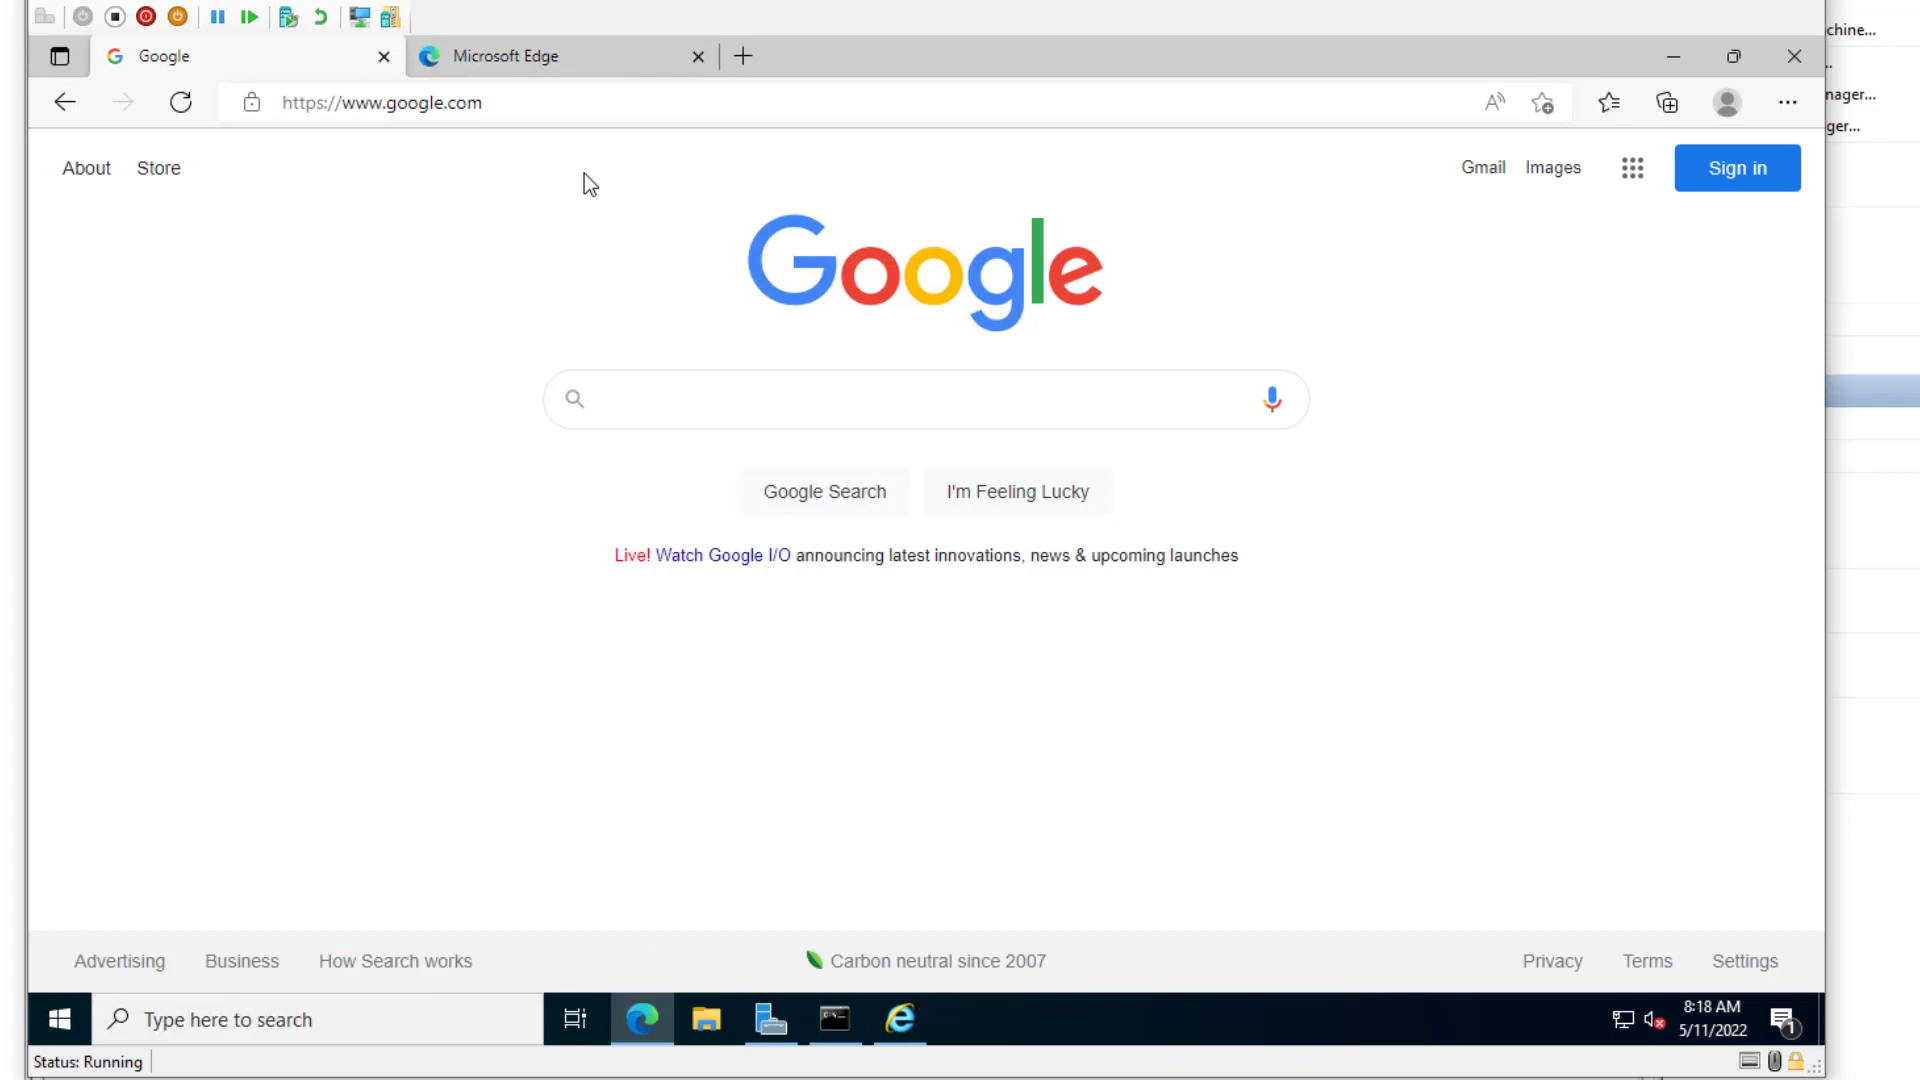 chine...
Google
Microsoft Edge
https://www.google.com
nager...
ger...
About
Store
Gmail
Images
Sign in
Google
Google Search
I'm Feeling Lucky
Live! Watch Google I/O announcing latest innovations, news & upcoming launches
Advertising
Business
How Search works
Carbon neutral since 2007
Privacy
Terms
Settings
Type here to search
8:18 AM
5/11/2022
1
Status: Running